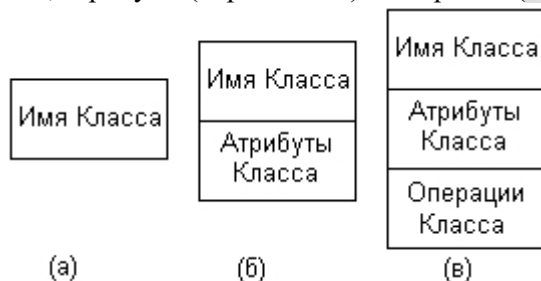 Имя Класса
Имя Класса
Атрибуты
Класса
Имя Класса
Атрибуты
Класса
Операции
Класса
(а)
(б)
(в)